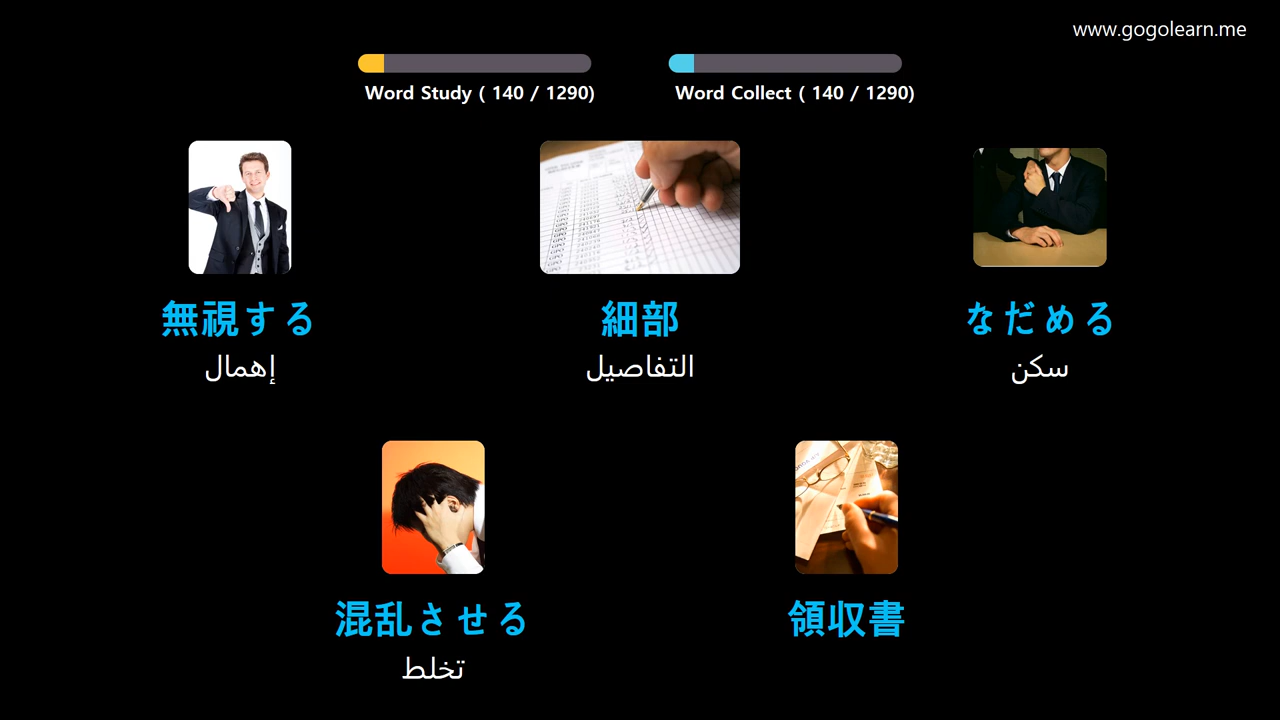 www.gogolearn.me
Word Study ( 140 / 1290)
Word Collect ( 140 / 1290)
無視する
إهمال
細部
التفاصيل
なだめる
سكن
混乱させる
تخلط
領収書